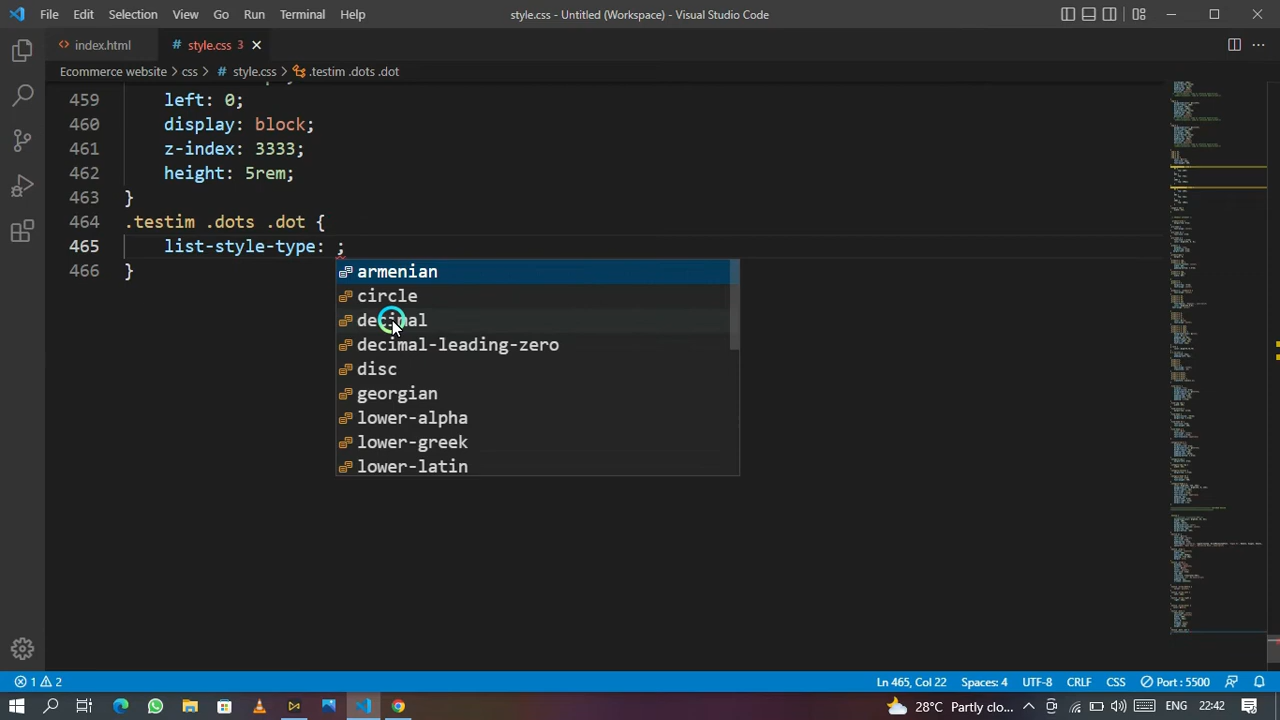 File Edit Selection View Go Run Terminal Help style.css - Untitled (Workspace) - Visual Studio Code
index.html # style.css 3
Ecommerce website > css > # style.css > .testim .dots .dot
459 left: 0;
460 display: block;
461 z-index: 3333;
462 height: 5rem;
463 }
464 .testim .dots .dot {
465 list-style-type: ;
466 }
armenian
circle
decimal
decimal-leading-zero
disc
georgian
lower-alpha
lower-greek
lower-latin
1 2 Ln 465, Col 22 Spaces: 4 UTF-8 CRLF CSS Port : 5500
28°C Partly clo... ENG 22:42